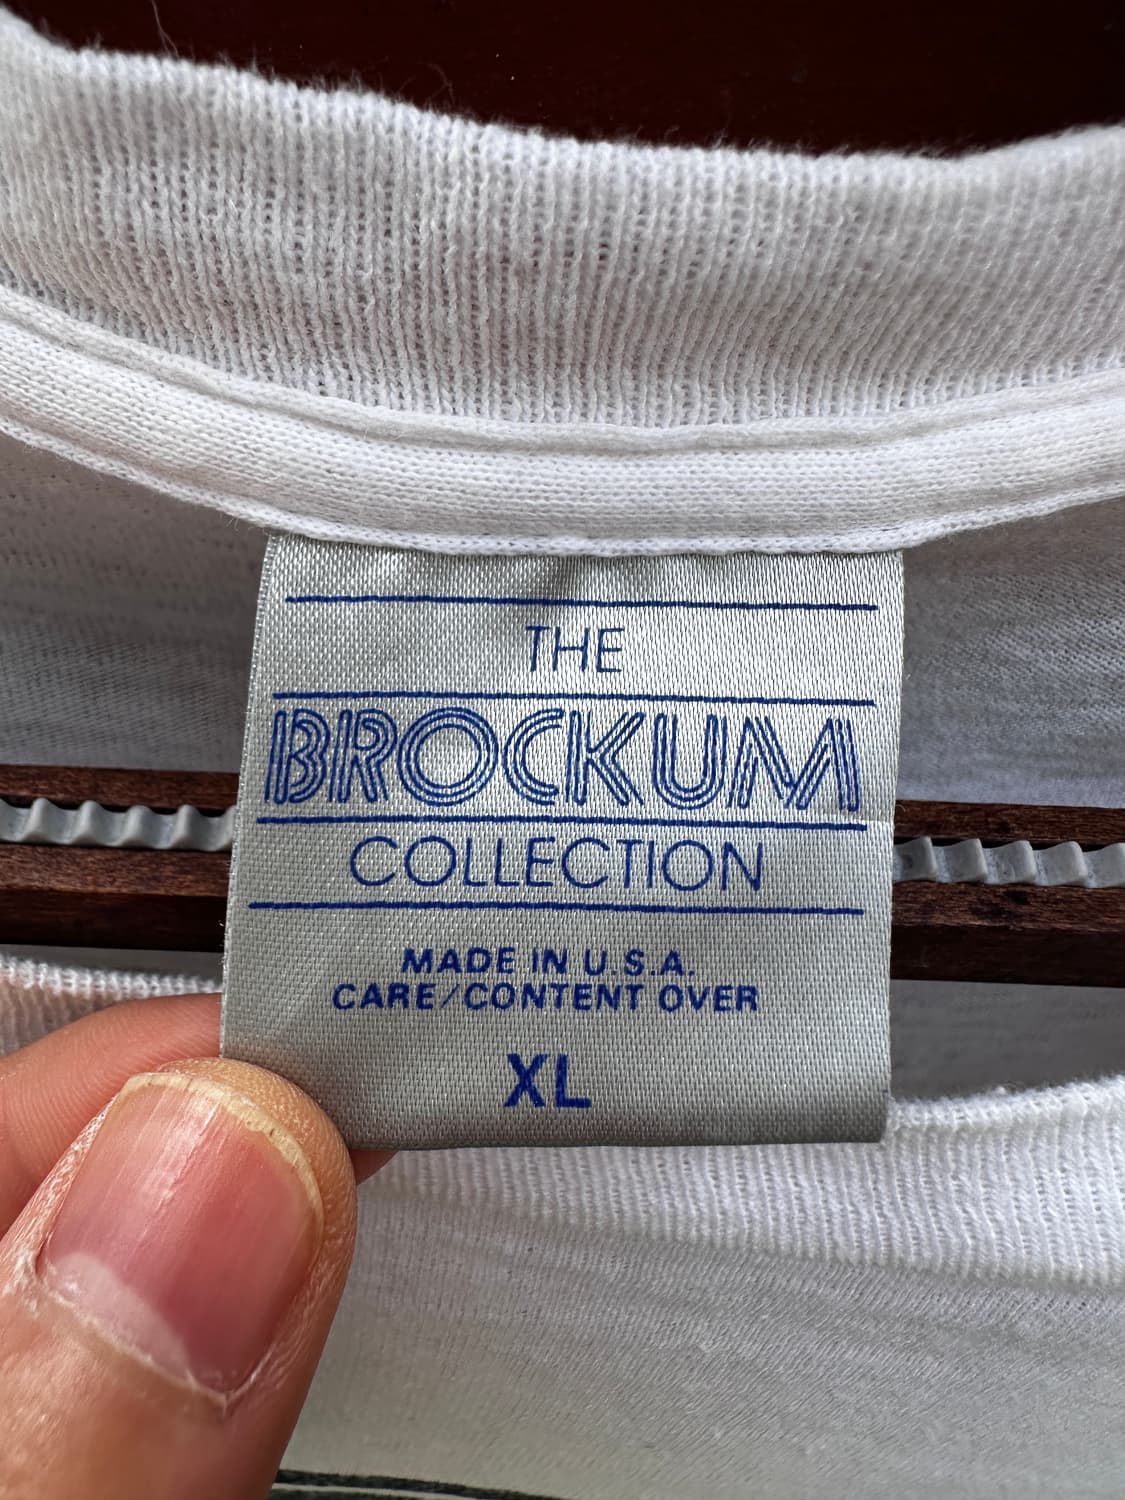 THE
BROCKUM
COLLECTION
MADE IN U.S.A.
CARE/CONTENT OVER
XL